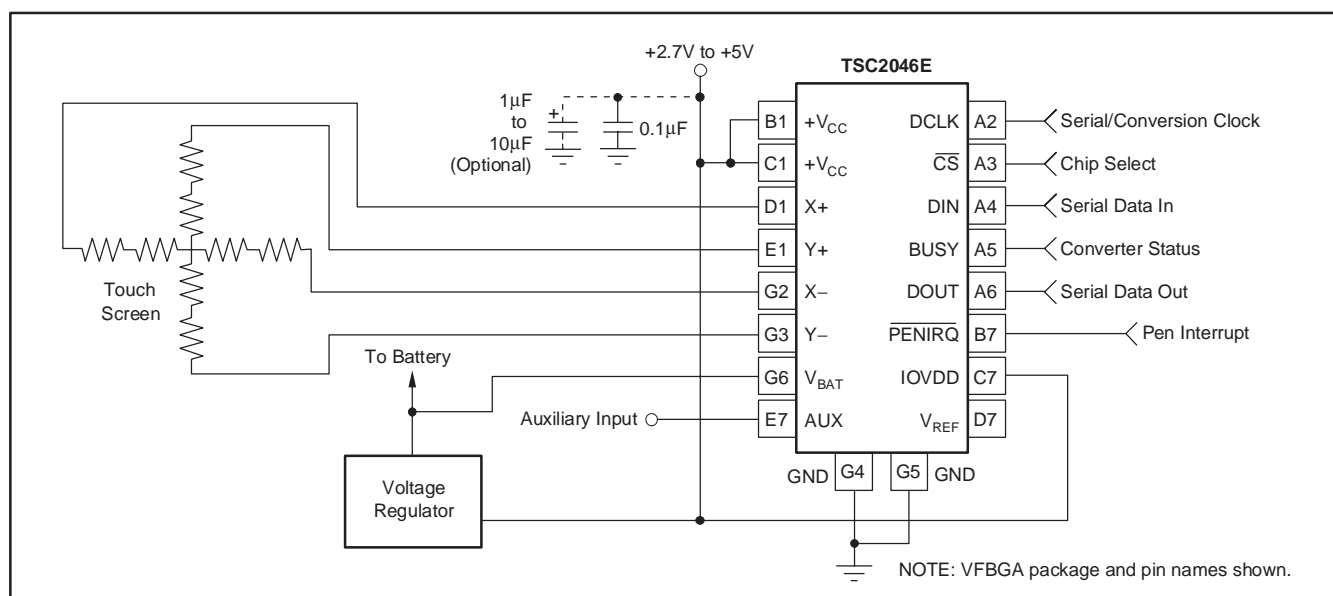 +2.7V to +5V
TSC2046E
1μF
to
10μF
(Optional)
+
0.1μF
B1 +VCC
C1 +VCC
D1 X+
E1 Y+
G2 X−
G3 Y−
G6 VBAT
E7 AUX
DCLK A2 Serial/Conversion Clock
CS A3 Chip Select
DIN A4 Serial Data In
BUSY A5 Converter Status
DOUT A6 Serial Data Out
PENIRQ B7 Pen Interrupt
IOVDD C7
VREF D7
Touch
Screen
To Battery
Auxiliary Input
Voltage
Regulator
GND G4 G5 GND
NOTE: VFBGA package and pin names shown.